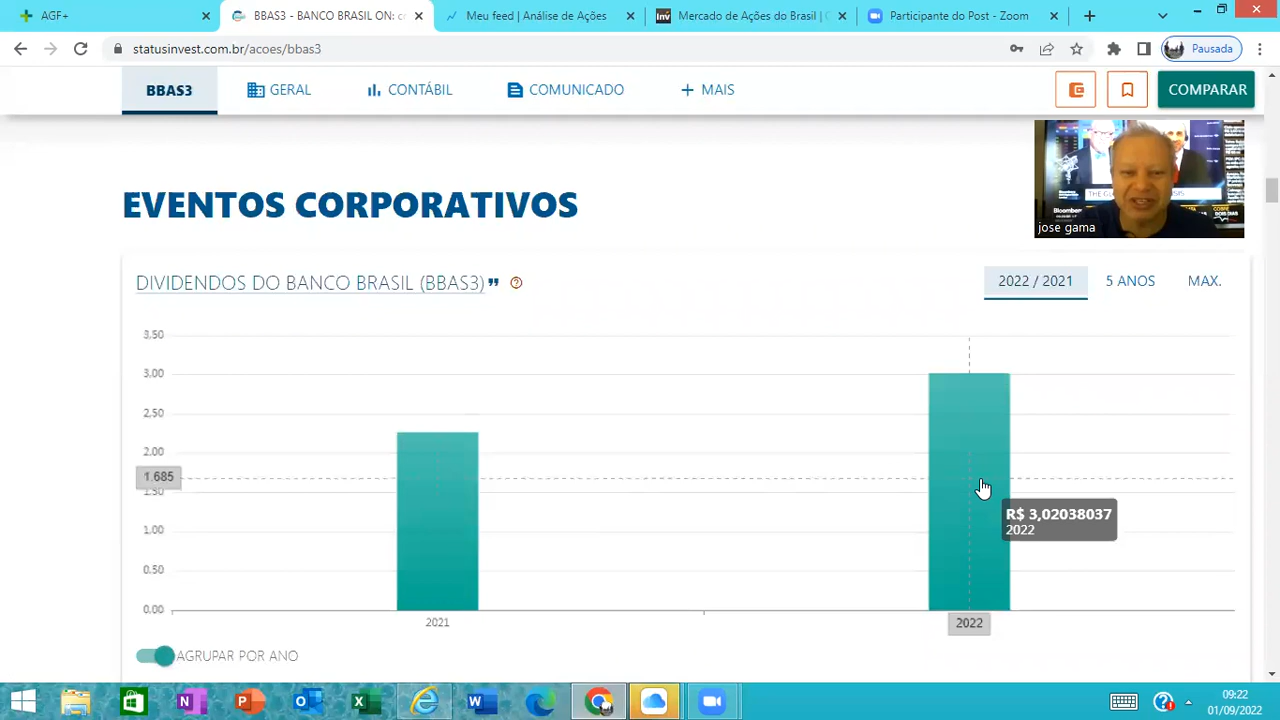 AGF+
BBAS3 - BANCO BRASIL ON: c
Meu feed | Análise de Ações
Mercado de Ações do Brasil |
Participante do Post - Zoom
statusinvest.com.br/acoes/bbas3
Pausada
BBAS3
GERAL
CONTÁBIL
COMUNICADO
MAIS
COMPARAR
jose gama
EVENTOS CORPORATIVOS
DIVIDENDOS DO BANCO BRASIL (BBAS3)
2022 / 2021
5 ANOS
MAX.
3.50
3.00
2.50
2.00
1.685
1.50
1.00
0.50
0.00
R$ 3,02038037
2022
2021
2022
AGRUPAR POR ANO
09:22
01/09/2022